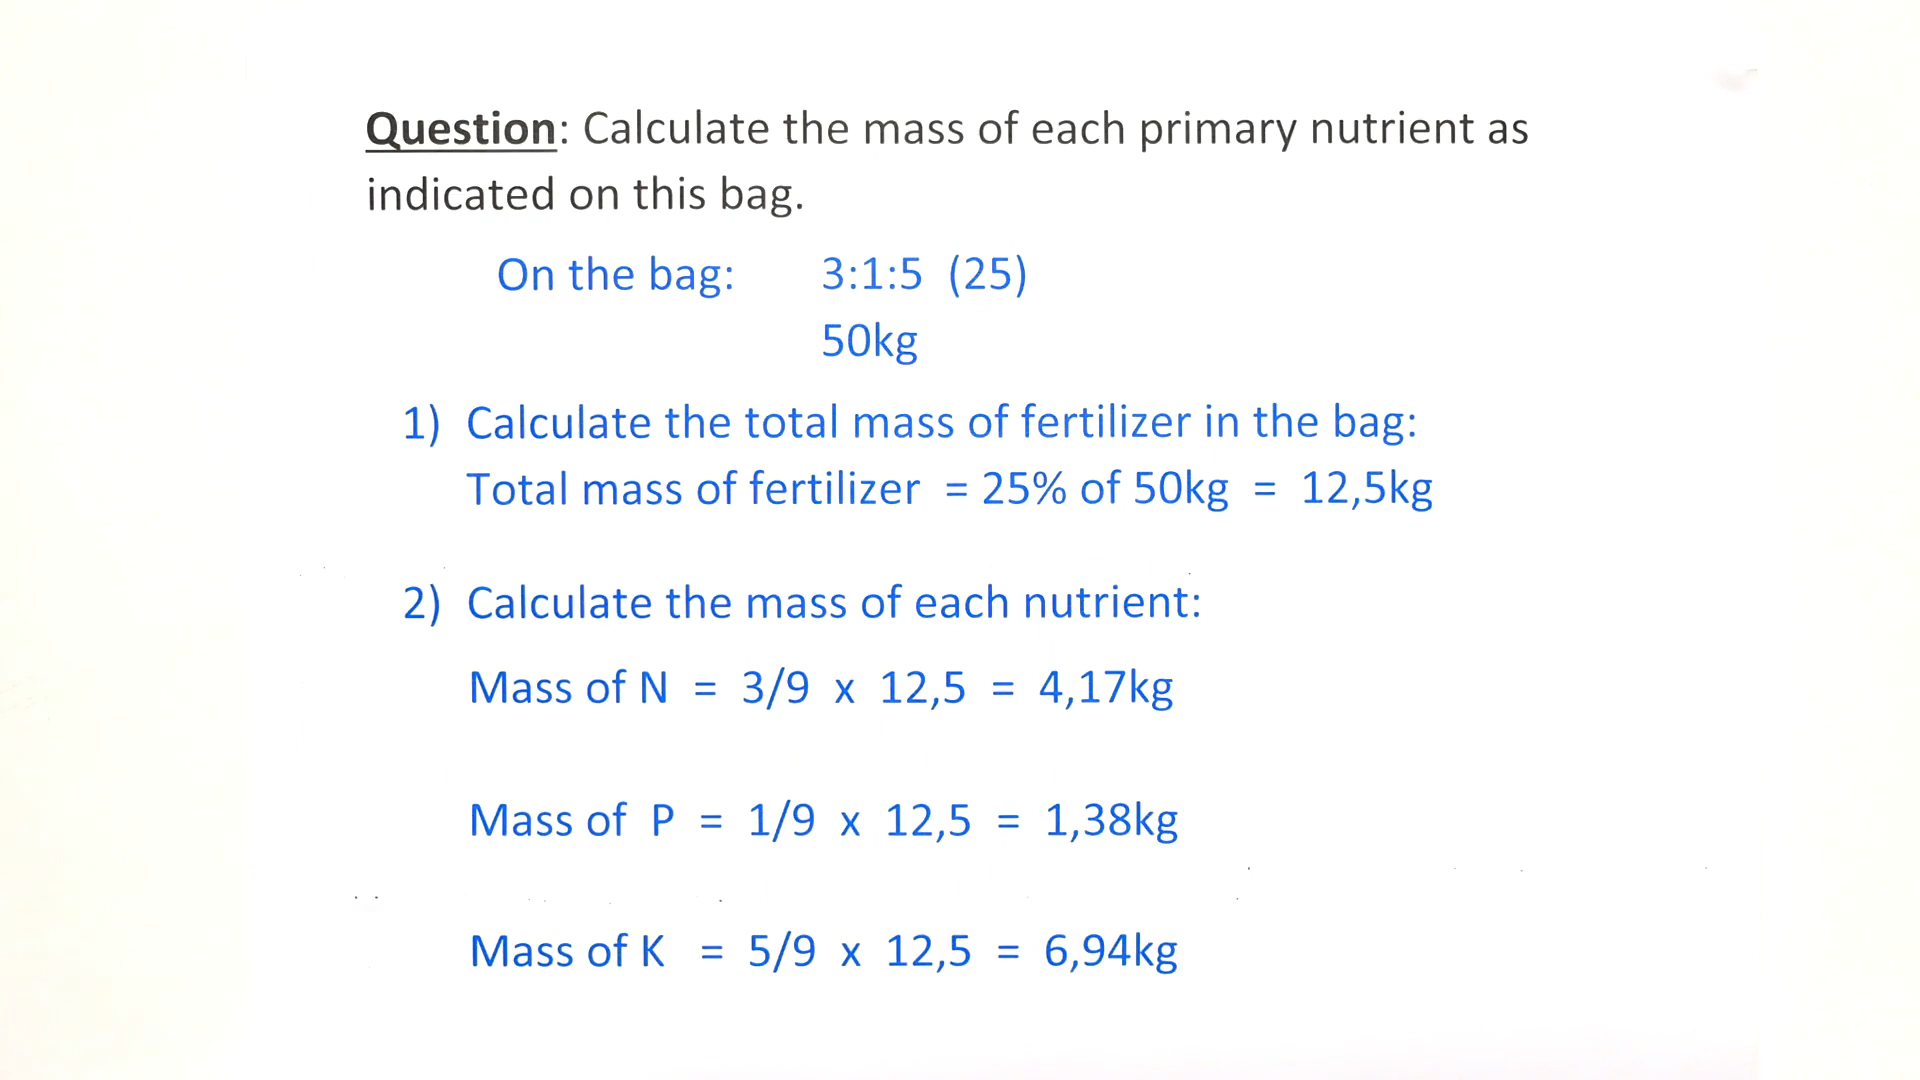 Question: Calculate the mass of each primary nutrient as
indicated on this bag.
On the bag: 3:1:5 (25)
50kg
1) Calculate the total mass of fertilizer in the bag:
Total mass of fertilizer = 25% of 50kg = 12,5kg
2) Calculate the mass of each nutrient:
Mass of N = 3/9 x 12,5 = 4,17kg
Mass of P = 1/9 x 12,5 = 1,38kg
Mass of K = 5/9 x 12,5 = 6,94kg